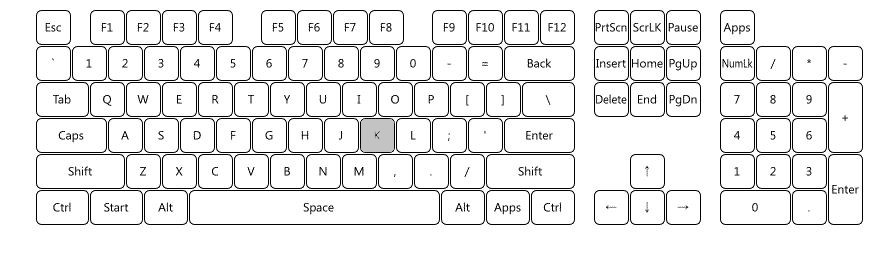 Esc F1 F2 F3 F4 F5 F6 F7 F8 F9 F10 F11 F12 PrtScn ScrLK Pause Apps
` 1 2 3 4 5 6 7 8 9 0 - = Back Insert Home PgUp NumLk / * -
Tab Q W E R T Y U I O P [ ] \ Delete End PgDn 7 8 9 +
Caps A S D F G H J K L ; ' Enter 4 5 6
Shift Z X C V B N M , . / Shift ↑ 1 2 3 Enter
Ctrl Start Alt Space Alt Apps Ctrl ← ↓ → 0 .